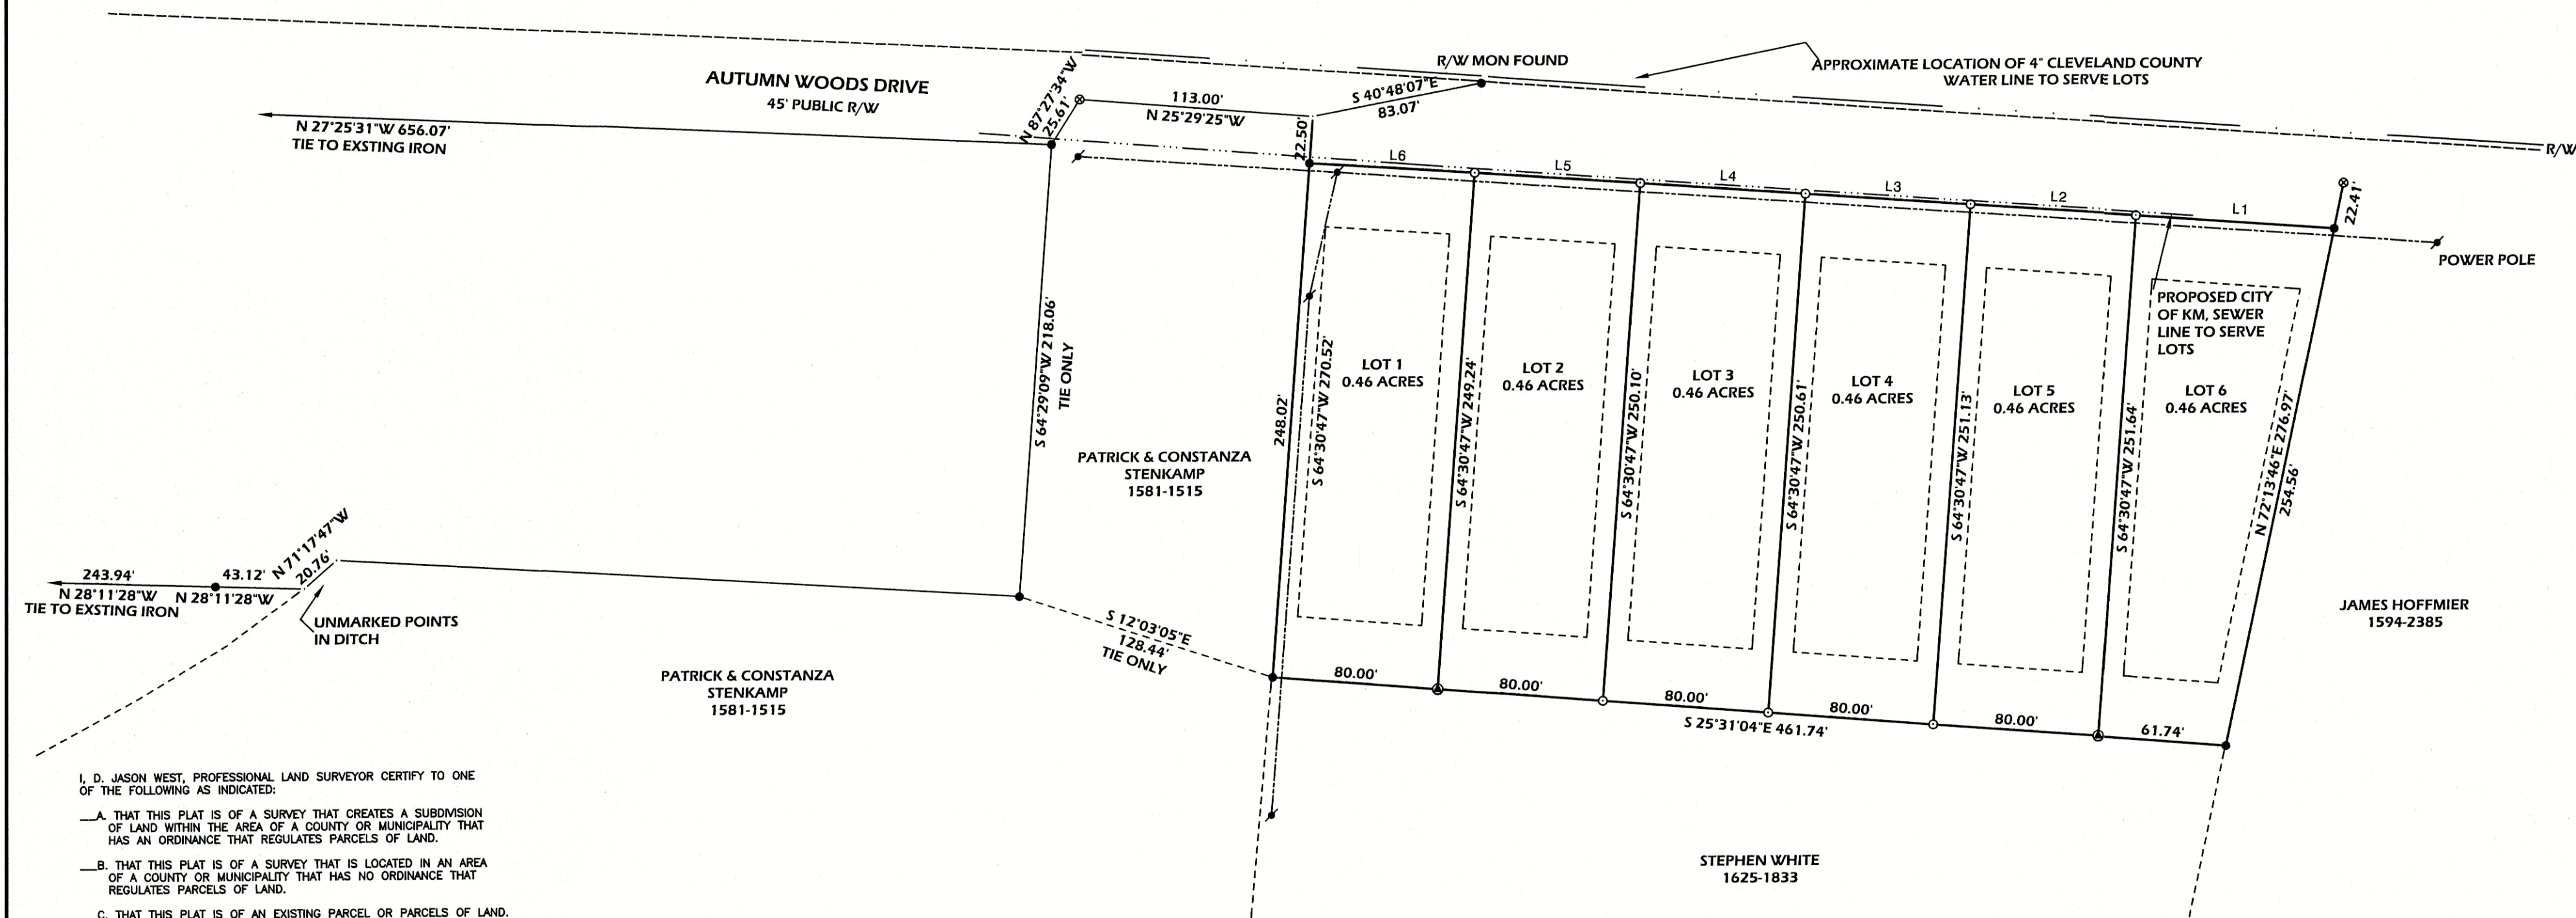 R/W MON FOUND
APPROXIMATE LOCATION OF 4" CLEVELAND COUNTY
WATER LINE TO SERVE LOTS
AUTUMN WOODS DRIVE
45' PUBLIC R/W
N 87°27'34"W
25.61'
113.00'
N 25°29'25"W
S 40°48'07"E
83.07'
N 27°25'31"W 656.07'
TIE TO EXSTING IRON
22.50'
L6
L5
L4
L3
L2
L1
R/W
22.41'
POWER POLE
S 64°29'09"W 218.06'
TIE ONLY
PROPOSED CITY
OF KM, SEWER
LINE TO SERVE
LOTS
248.02'
S 64°30'47"W 270.52'
LOT 1
0.46 ACRES
S 64°30'47"W 249.24'
LOT 2
0.46 ACRES
S 64°30'47"W 250.10'
LOT 3
0.46 ACRES
S 64°30'47"W 250.61'
LOT 4
0.46 ACRES
S 64°30'47"W 251.13'
LOT 5
0.46 ACRES
S 64°30'47"W 251.64'
LOT 6
0.46 ACRES
N 72°13'46"E 276.97'
254.56'
PATRICK & CONSTANZA
STENKAMP
1581-1515
243.94'
N 28°11'28"W
TIE TO EXSTING IRON
43.12'
N 28°11'28"W
N 71°17'47"W
20.76'
UNMARKED POINTS
IN DITCH
S 12°03'05"E
128.44'
TIE ONLY
JAMES HOFFMIER
1594-2385
PATRICK & CONSTANZA
STENKAMP
1581-1515
80.00'
80.00'
80.00'
80.00'
80.00'
61.74'
S 25°31'04"E 461.74'
STEPHEN WHITE
1625-1833
I, D. JASON WEST, PROFESSIONAL LAND SURVEYOR CERTIFY TO ONE
OF THE FOLLOWING AS INDICATED:
__A. THAT THIS PLAT IS OF A SURVEY THAT CREATES A SUBDIVISION
OF LAND WITHIN THE AREA OF A COUNTY OR MUNICIPALITY THAT
HAS AN ORDINANCE THAT REGULATES PARCELS OF LAND.
__B. THAT THIS PLAT IS OF A SURVEY THAT IS LOCATED IN AN AREA
OF A COUNTY OR MUNICIPALITY THAT HAS NO ORDINANCE THAT
REGULATES PARCELS OF LAND.
C. THAT THIS PLAT IS OF AN EXISTING PARCEL OR PARCELS OF LAND.